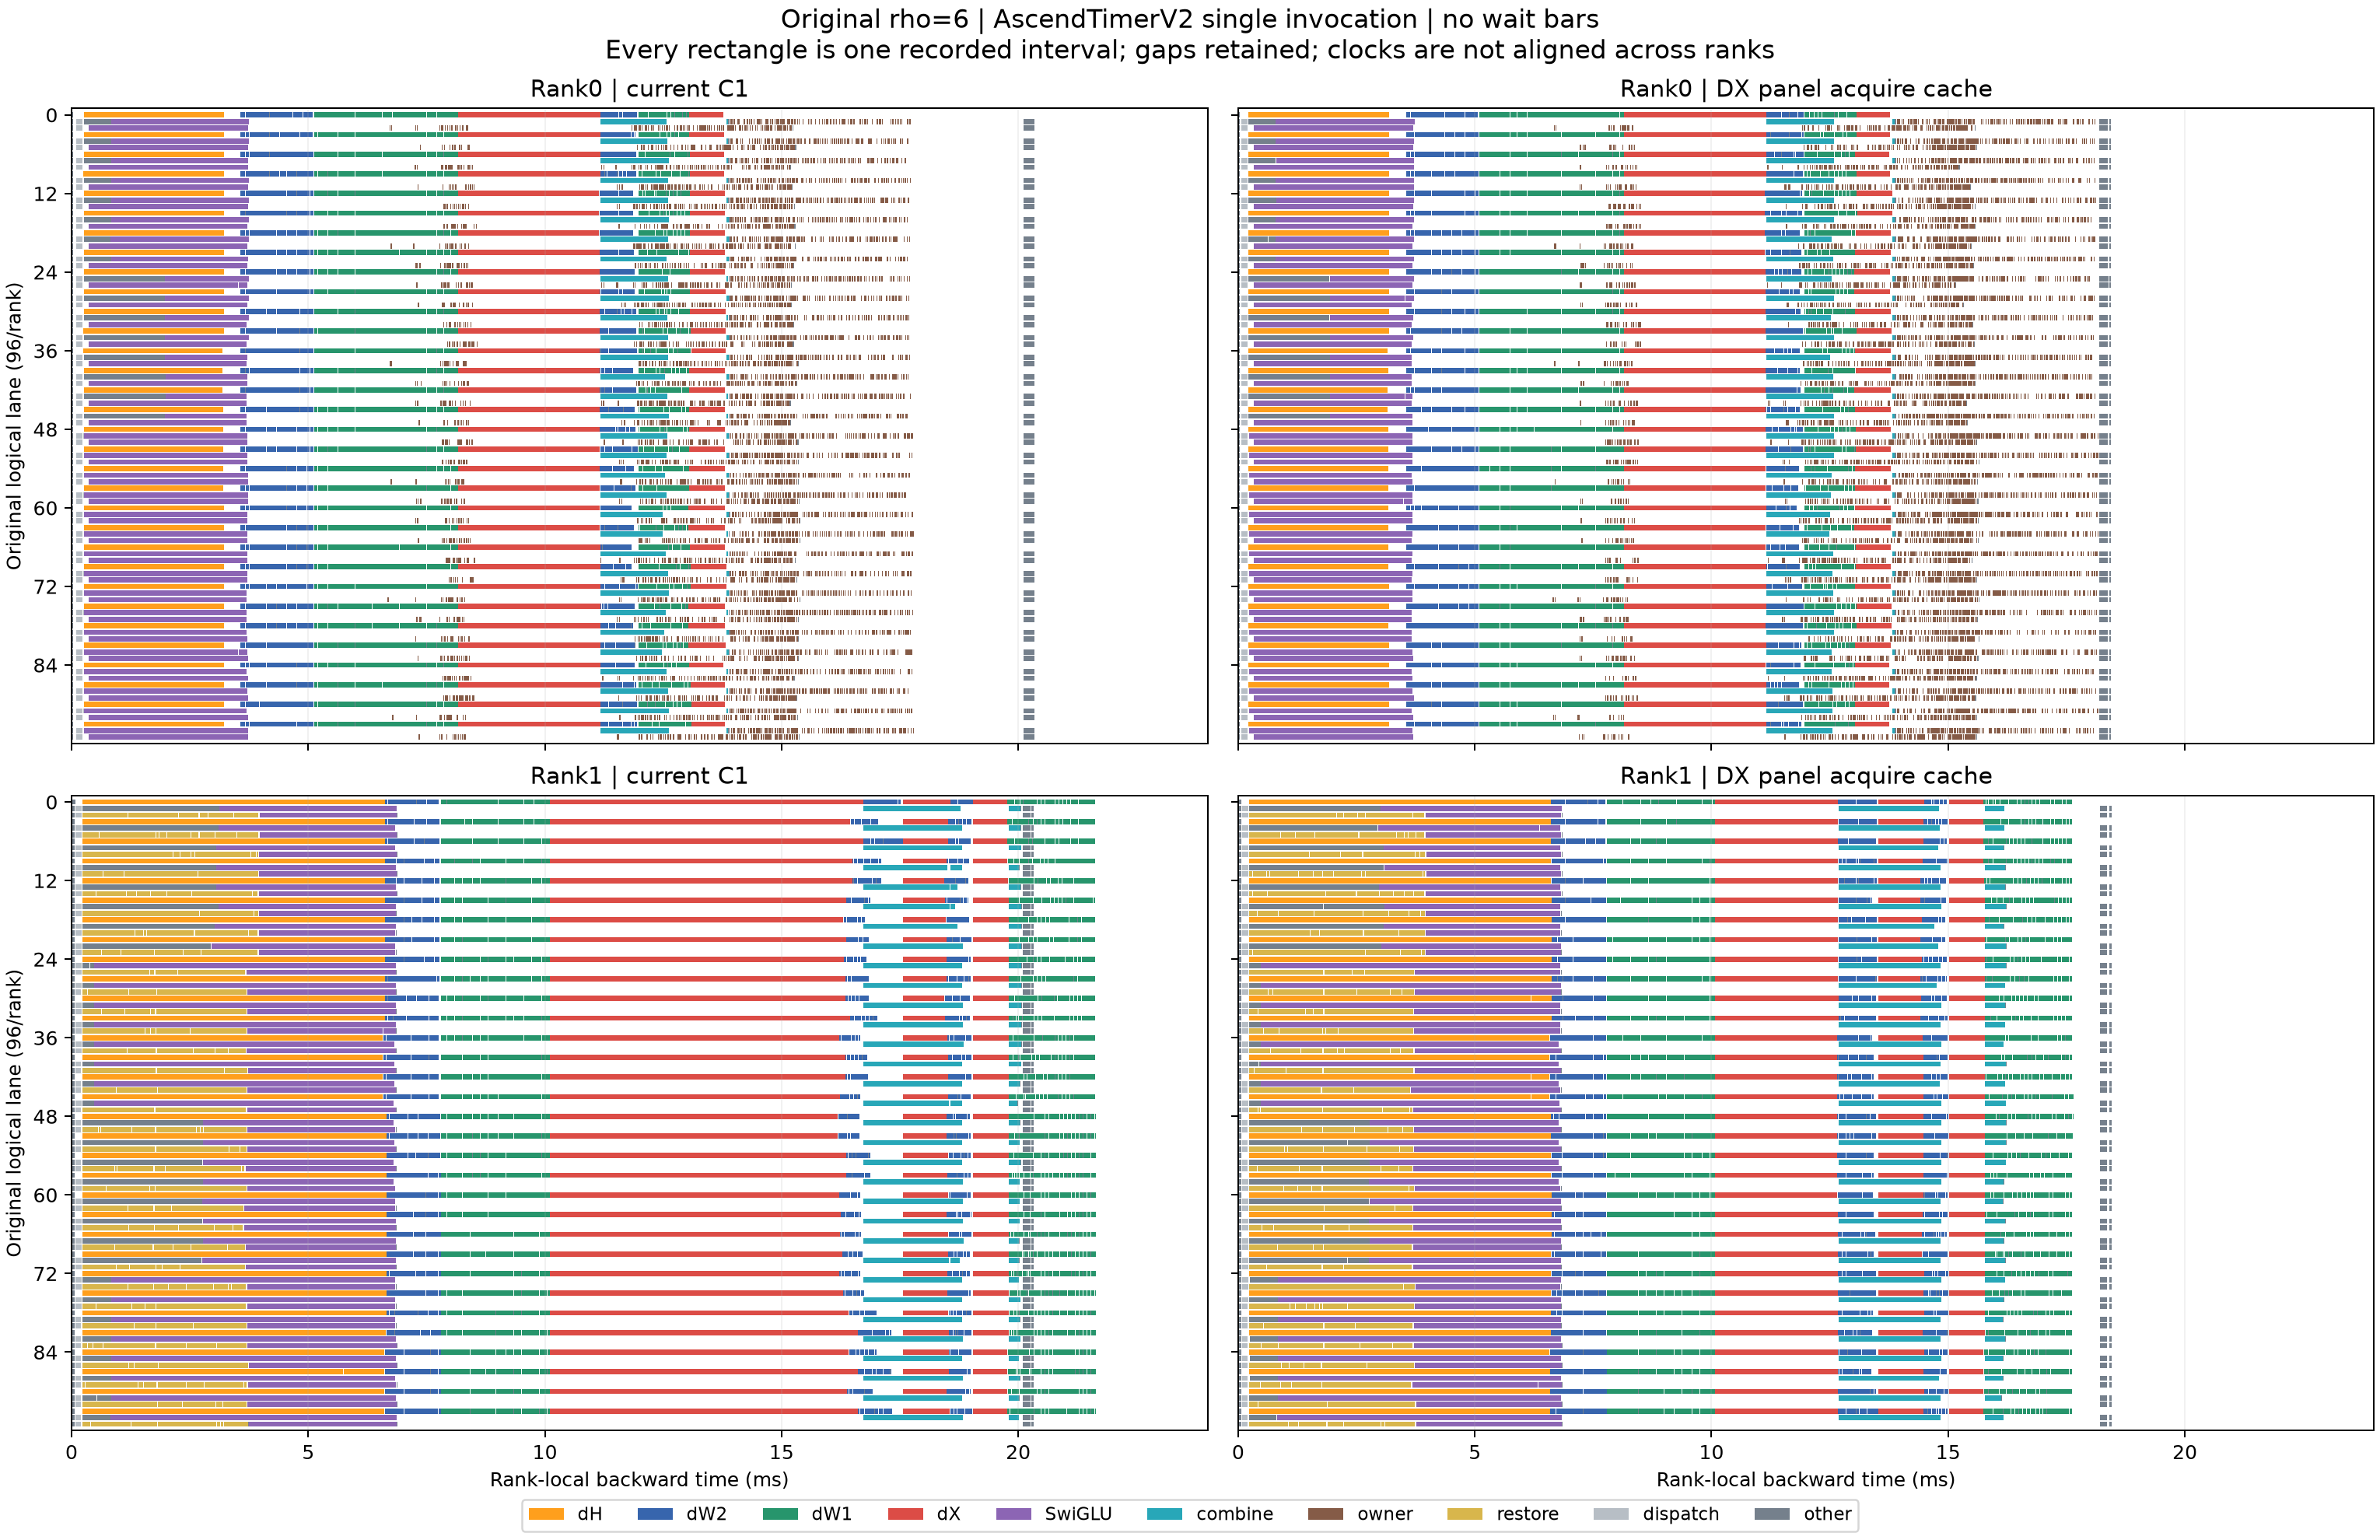 Original rho=6 | AscendTimerV2 single invocation | no wait bars
Every rectangle is one recorded interval; gaps retained; clocks are not aligned across ranks
Rank0 | current C1
Rank0 | DX panel acquire cache
Original logical lane (96/rank)
0
12
24
36
48
60
72
84
Rank1 | current C1
Rank1 | DX panel acquire cache
Original logical lane (96/rank)
0
12
24
36
48
60
72
84
0 5 10 15 20
0 5 10 15 20
Rank-local backward time (ms)
Rank-local backward time (ms)
dH dW2 dW1 dX SwiGLU combine owner restore dispatch other